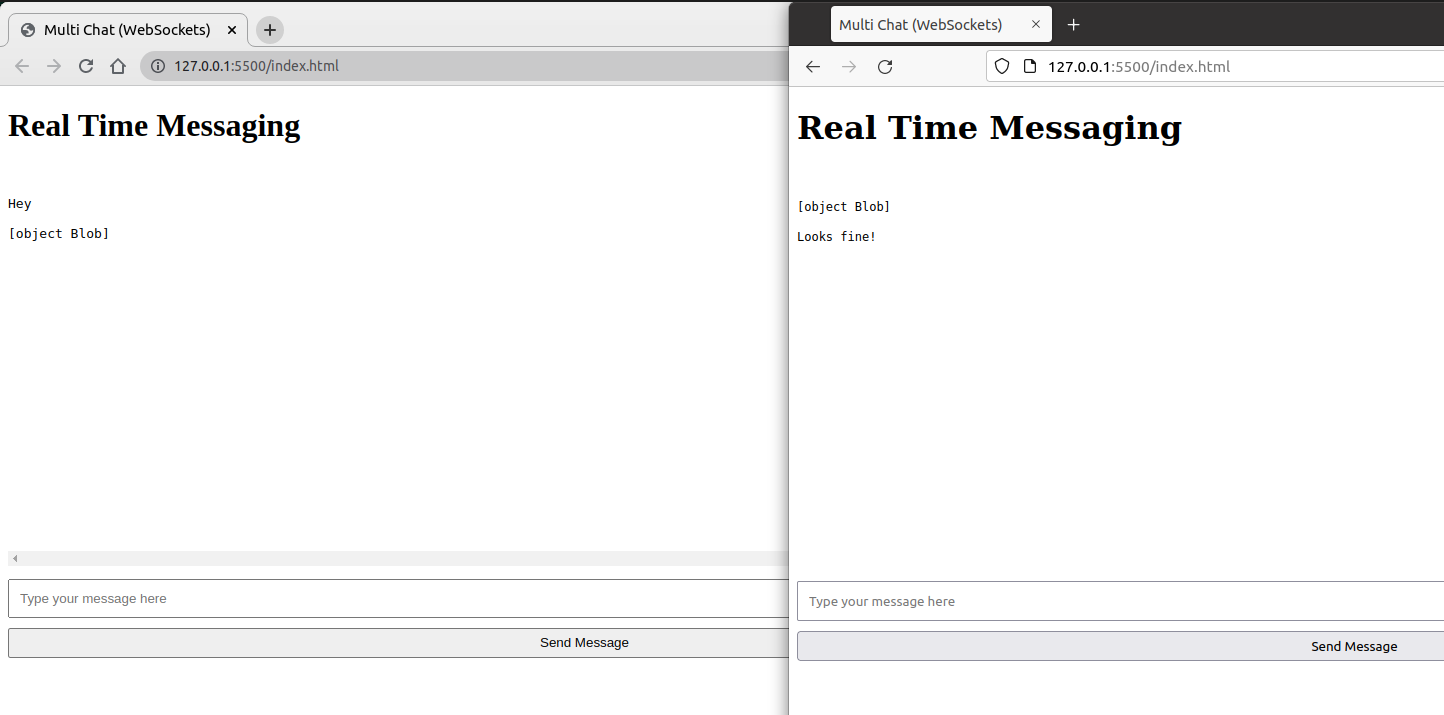 Multi Chat (WebSockets)
127.0.0.1:5500/index.html
Real Time Messaging
Hey
[object Blob]
Type your message here
Send Message
Multi Chat (WebSockets)
127.0.0.1:5500/index.html
Real Time Messaging
[object Blob]
Looks fine!
Type your message here
Send Message